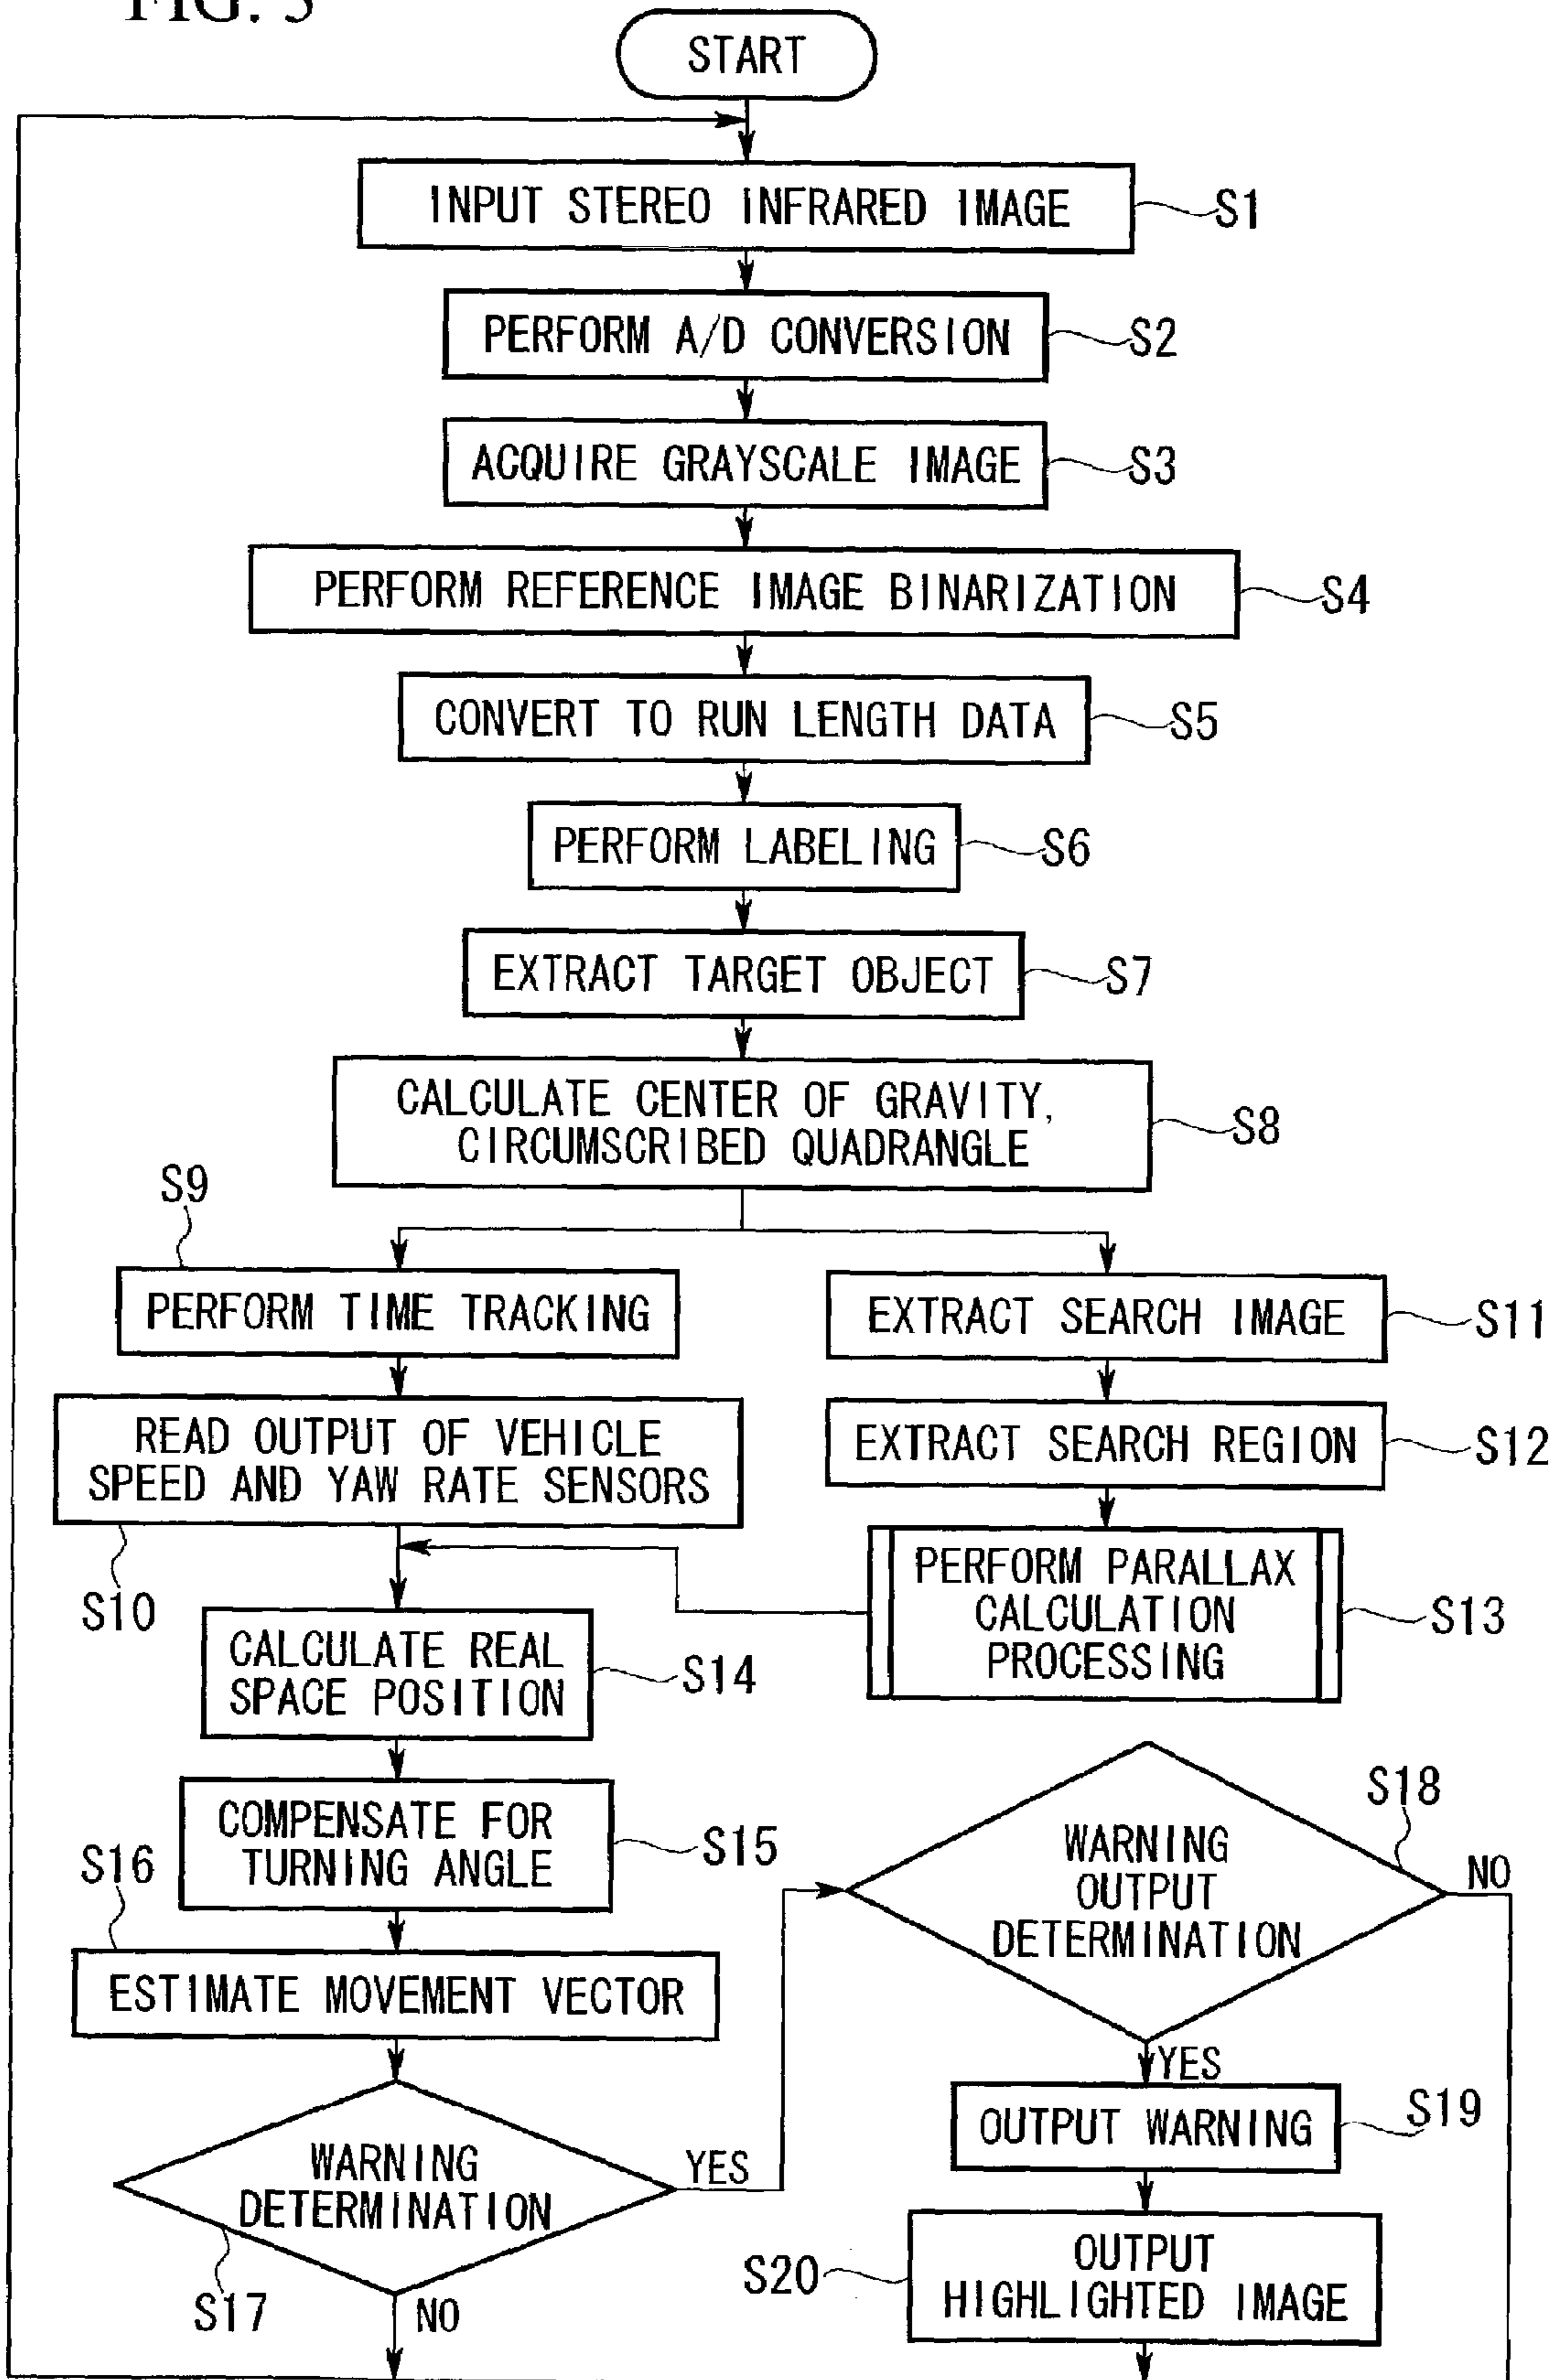 FIG. 3
START
INPUT STEREO INFRARED IMAGE
S1
PERFORM A/D CONVERSION
S2
ACQUIRE GRAYSCALE IMAGE
S3
PERFORM REFERENCE IMAGE BINARIZATION
S4
CONVERT TO RUN LENGTH DATA
S5
PERFORM LABELING
S6
EXTRACT TARGET OBJECT
S7
CALCULATE CENTER OF GRAVITY,
CIRCUMSCRIBED QUADRANGLE
S8
S9
PERFORM TIME TRACKING
READ OUTPUT OF VEHICLE
SPEED AND YAW RATE SENSORS
S10
EXTRACT SEARCH IMAGE
S11
EXTRACT SEARCH REGION
S12
PERFORM PARALLAX
CALCULATION
PROCESSING
S13
CALCULATE REAL
SPACE POSITION
S14
COMPENSATE FOR
TURNING ANGLE
S15
S16
ESTIMATE MOVEMENT VECTOR
WARNING
DETERMINATION
YES
S17
NO
S18
WARNING
OUTPUT
DETERMINATION
NO
YES
OUTPUT WARNING
S19
OUTPUT
HIGHLIGHTED IMAGE
S20